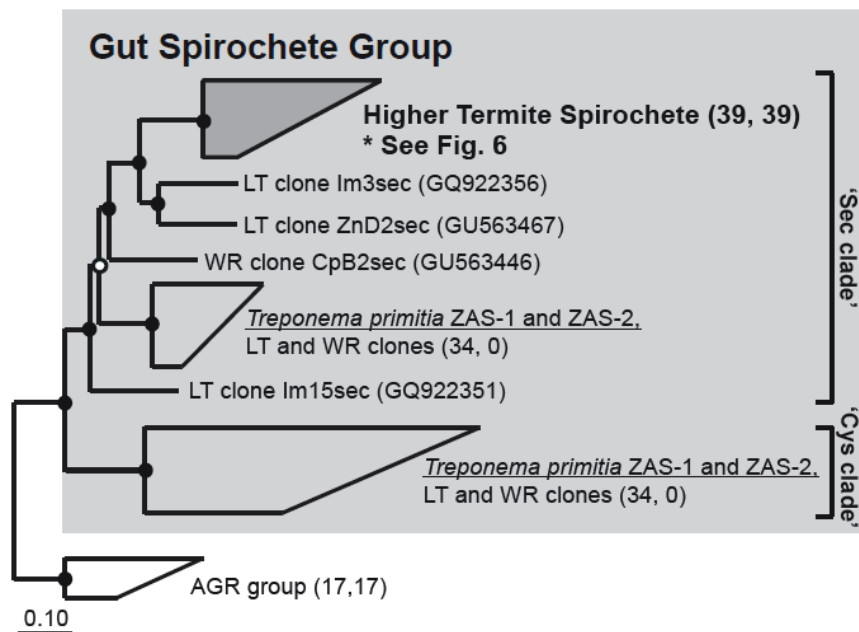 Gut Spirochete Group
Higher Termite Spirochete (39, 39)
* See Fig. 6
LT clone Im3sec (GQ922356)
LT clone ZnD2sec (GU563467)
WR clone CpB2sec (GU563446)
Treponema primitia ZAS-1 and ZAS-2,
LT and WR clones (34, 0)
LT clone Im15sec (GQ922351)
'Sec clade'
Treponema primitia ZAS-1 and ZAS-2,
LT and WR clones (34, 0)
'Cys clade'
AGR group (17,17)
0.10